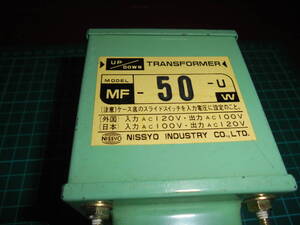 UP/DOWN TRANSFORMER
MODEL MF - 50 - U W
(注意)ケース底のスライドスイッチを入力電圧に設定のこと。
外国:入力AC120V・出力AC100V
日本:入力AC100V・出力AC120V
NISSYO NISSYO INDUSTRY CO.,LTD.